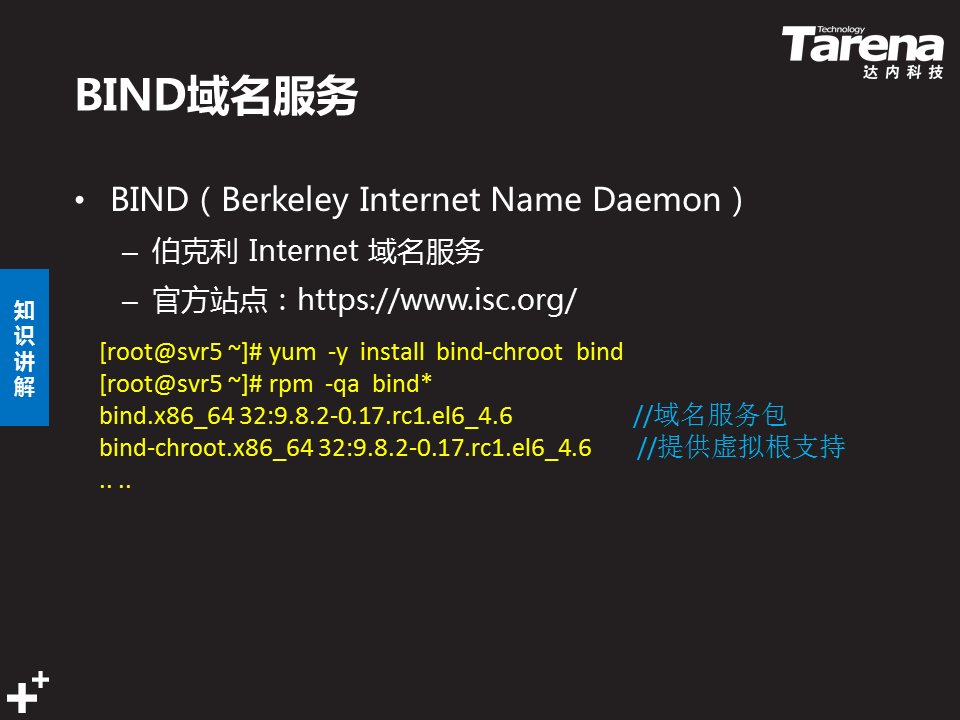 Technology
Tarena
达内科技
BIND域名服务
• BIND（Berkeley Internet Name Daemon）
– 伯克利 Internet 域名服务
– 官方站点：https://www.isc.org/
知识讲解
[root@svr5 ~]# yum -y install bind-chroot bind
[root@svr5 ~]# rpm -qa bind*
bind.x86_64 32:9.8.2-0.17.rc1.el6_4.6 //域名服务包
bind-chroot.x86_64 32:9.8.2-0.17.rc1.el6_4.6 //提供虚拟根支持
.. ..